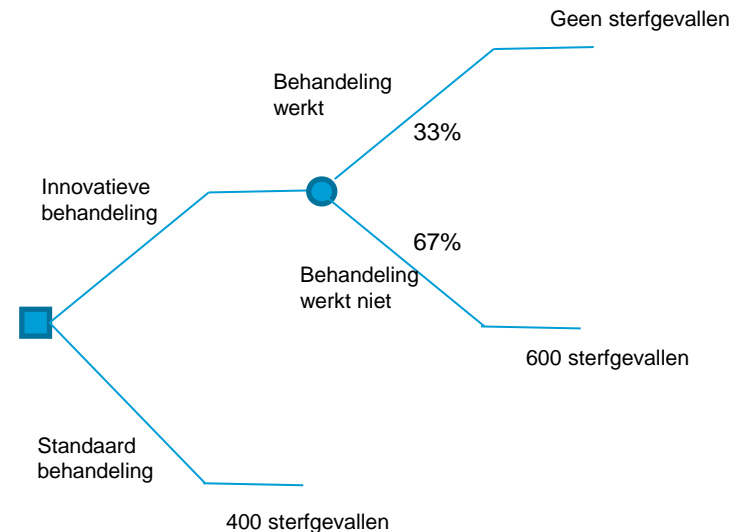 Geen sterfgevallen
Behandeling
werkt
33%
Innovatieve
behandeling
67%
Behandeling
werkt niet
600 sterfgevallen
Standaard
behandeling
400 sterfgevallen